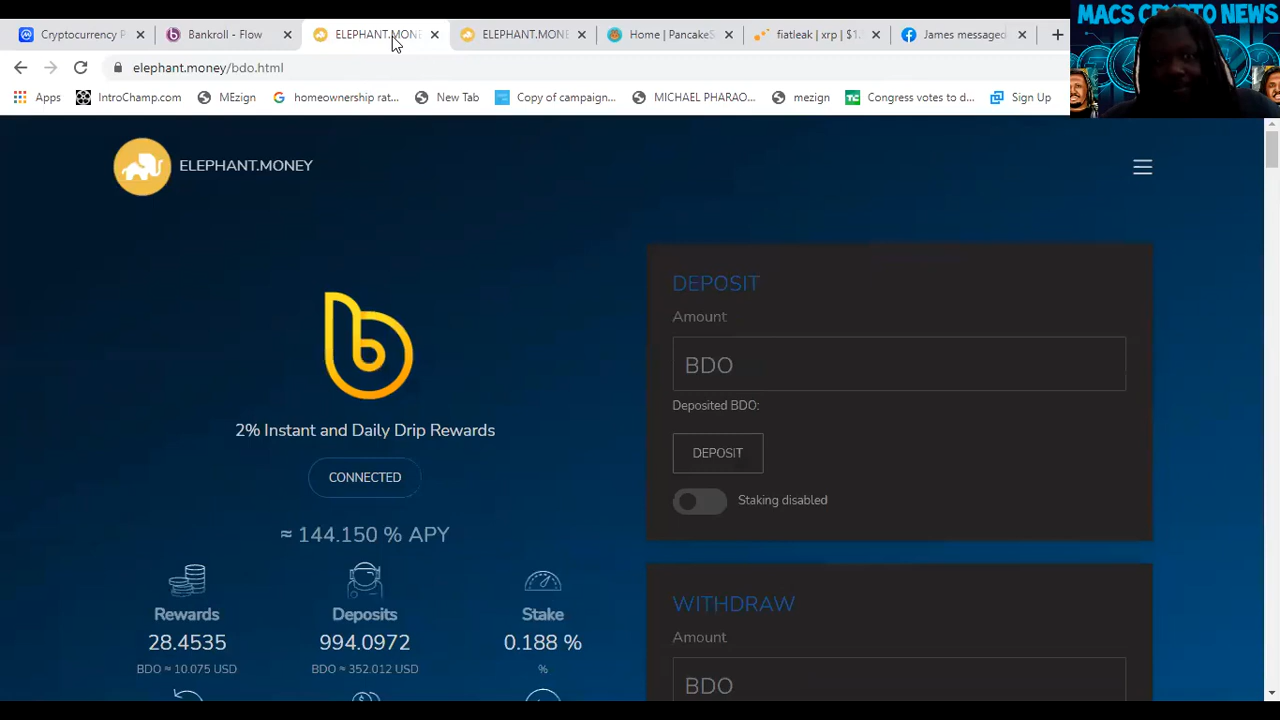 MACS CRYPTO NEWS
Cryptocurrency P
Bankroll - Flow
ELEPHANT.MONE
ELEPHANT.MONE
Home | PancakeS
fiatleak | xrp | $1.
James messaged
elephant.money/bdo.html
Apps
IntroChamp.com
MEzign
homeownership rat...
New Tab
Copy of campaign...
MICHAEL PHARAO...
mezign
Congress votes to d...
Sign Up
ELEPHANT.MONEY
2% Instant and Daily Drip Rewards
CONNECTED
≈ 144.150 % APY
Rewards
28.4535
BDO ≈ 10.075 USD
Deposits
994.0972
BDO ≈ 352.012 USD
Stake
0.188 %
%
DEPOSIT
Amount
BDO
Deposited BDO:
DEPOSIT
Staking disabled
WITHDRAW
Amount
BDO